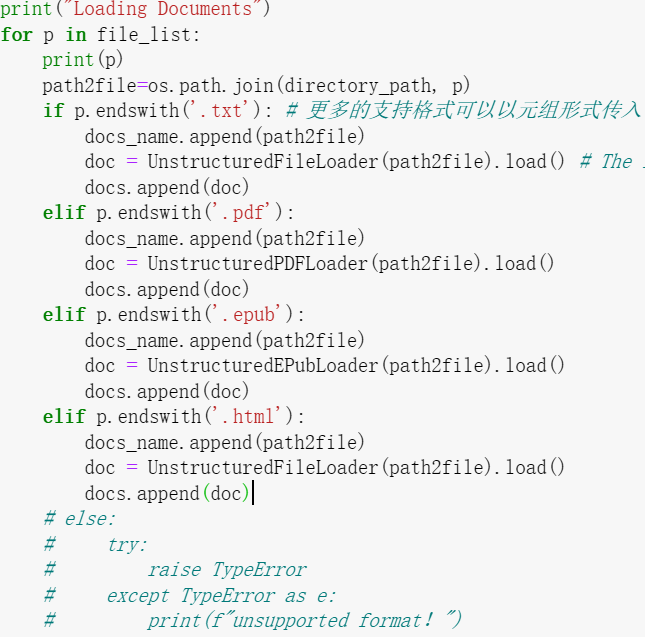 print("Loading Documents")
for p in file_list:
    print(p)
    path2file=os.path.join(directory_path, p)
    if p.endswith('.txt'): # 更多的支持格式可以以元组形式传入
        docs_name.append(path2file)
        doc = UnstructuredFileLoader(path2file).load() # The
        docs.append(doc)
    elif p.endswith('.pdf'):
        docs_name.append(path2file)
        doc = UnstructuredPDFLoader(path2file).load()
        docs.append(doc)
    elif p.endswith('.epub'):
        docs_name.append(path2file)
        doc = UnstructuredEPubLoader(path2file).load()
        docs.append(doc)
    elif p.endswith('.html'):
        docs_name.append(path2file)
        doc = UnstructuredFileLoader(path2file).load()
        docs.append(doc)
    # else:
    #     try:
    #         raise TypeError
    #     except TypeError as e:
    #         print(f"unsupported format！")